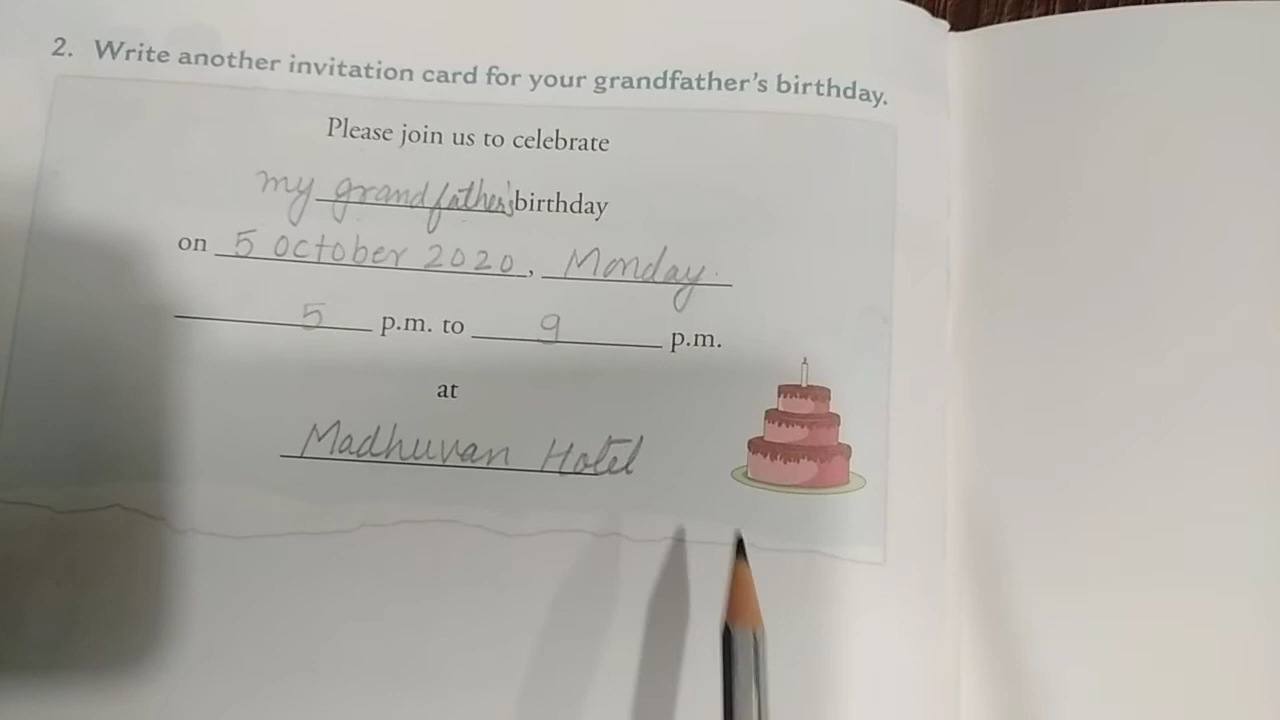 2. Write another invitation card for your grandfather's birthday.
Please join us to celebrate
my grandfather's birthday
on 5 October 2020, Monday.
5 p.m. to 9 p.m.
at
Madhuvan Hotel